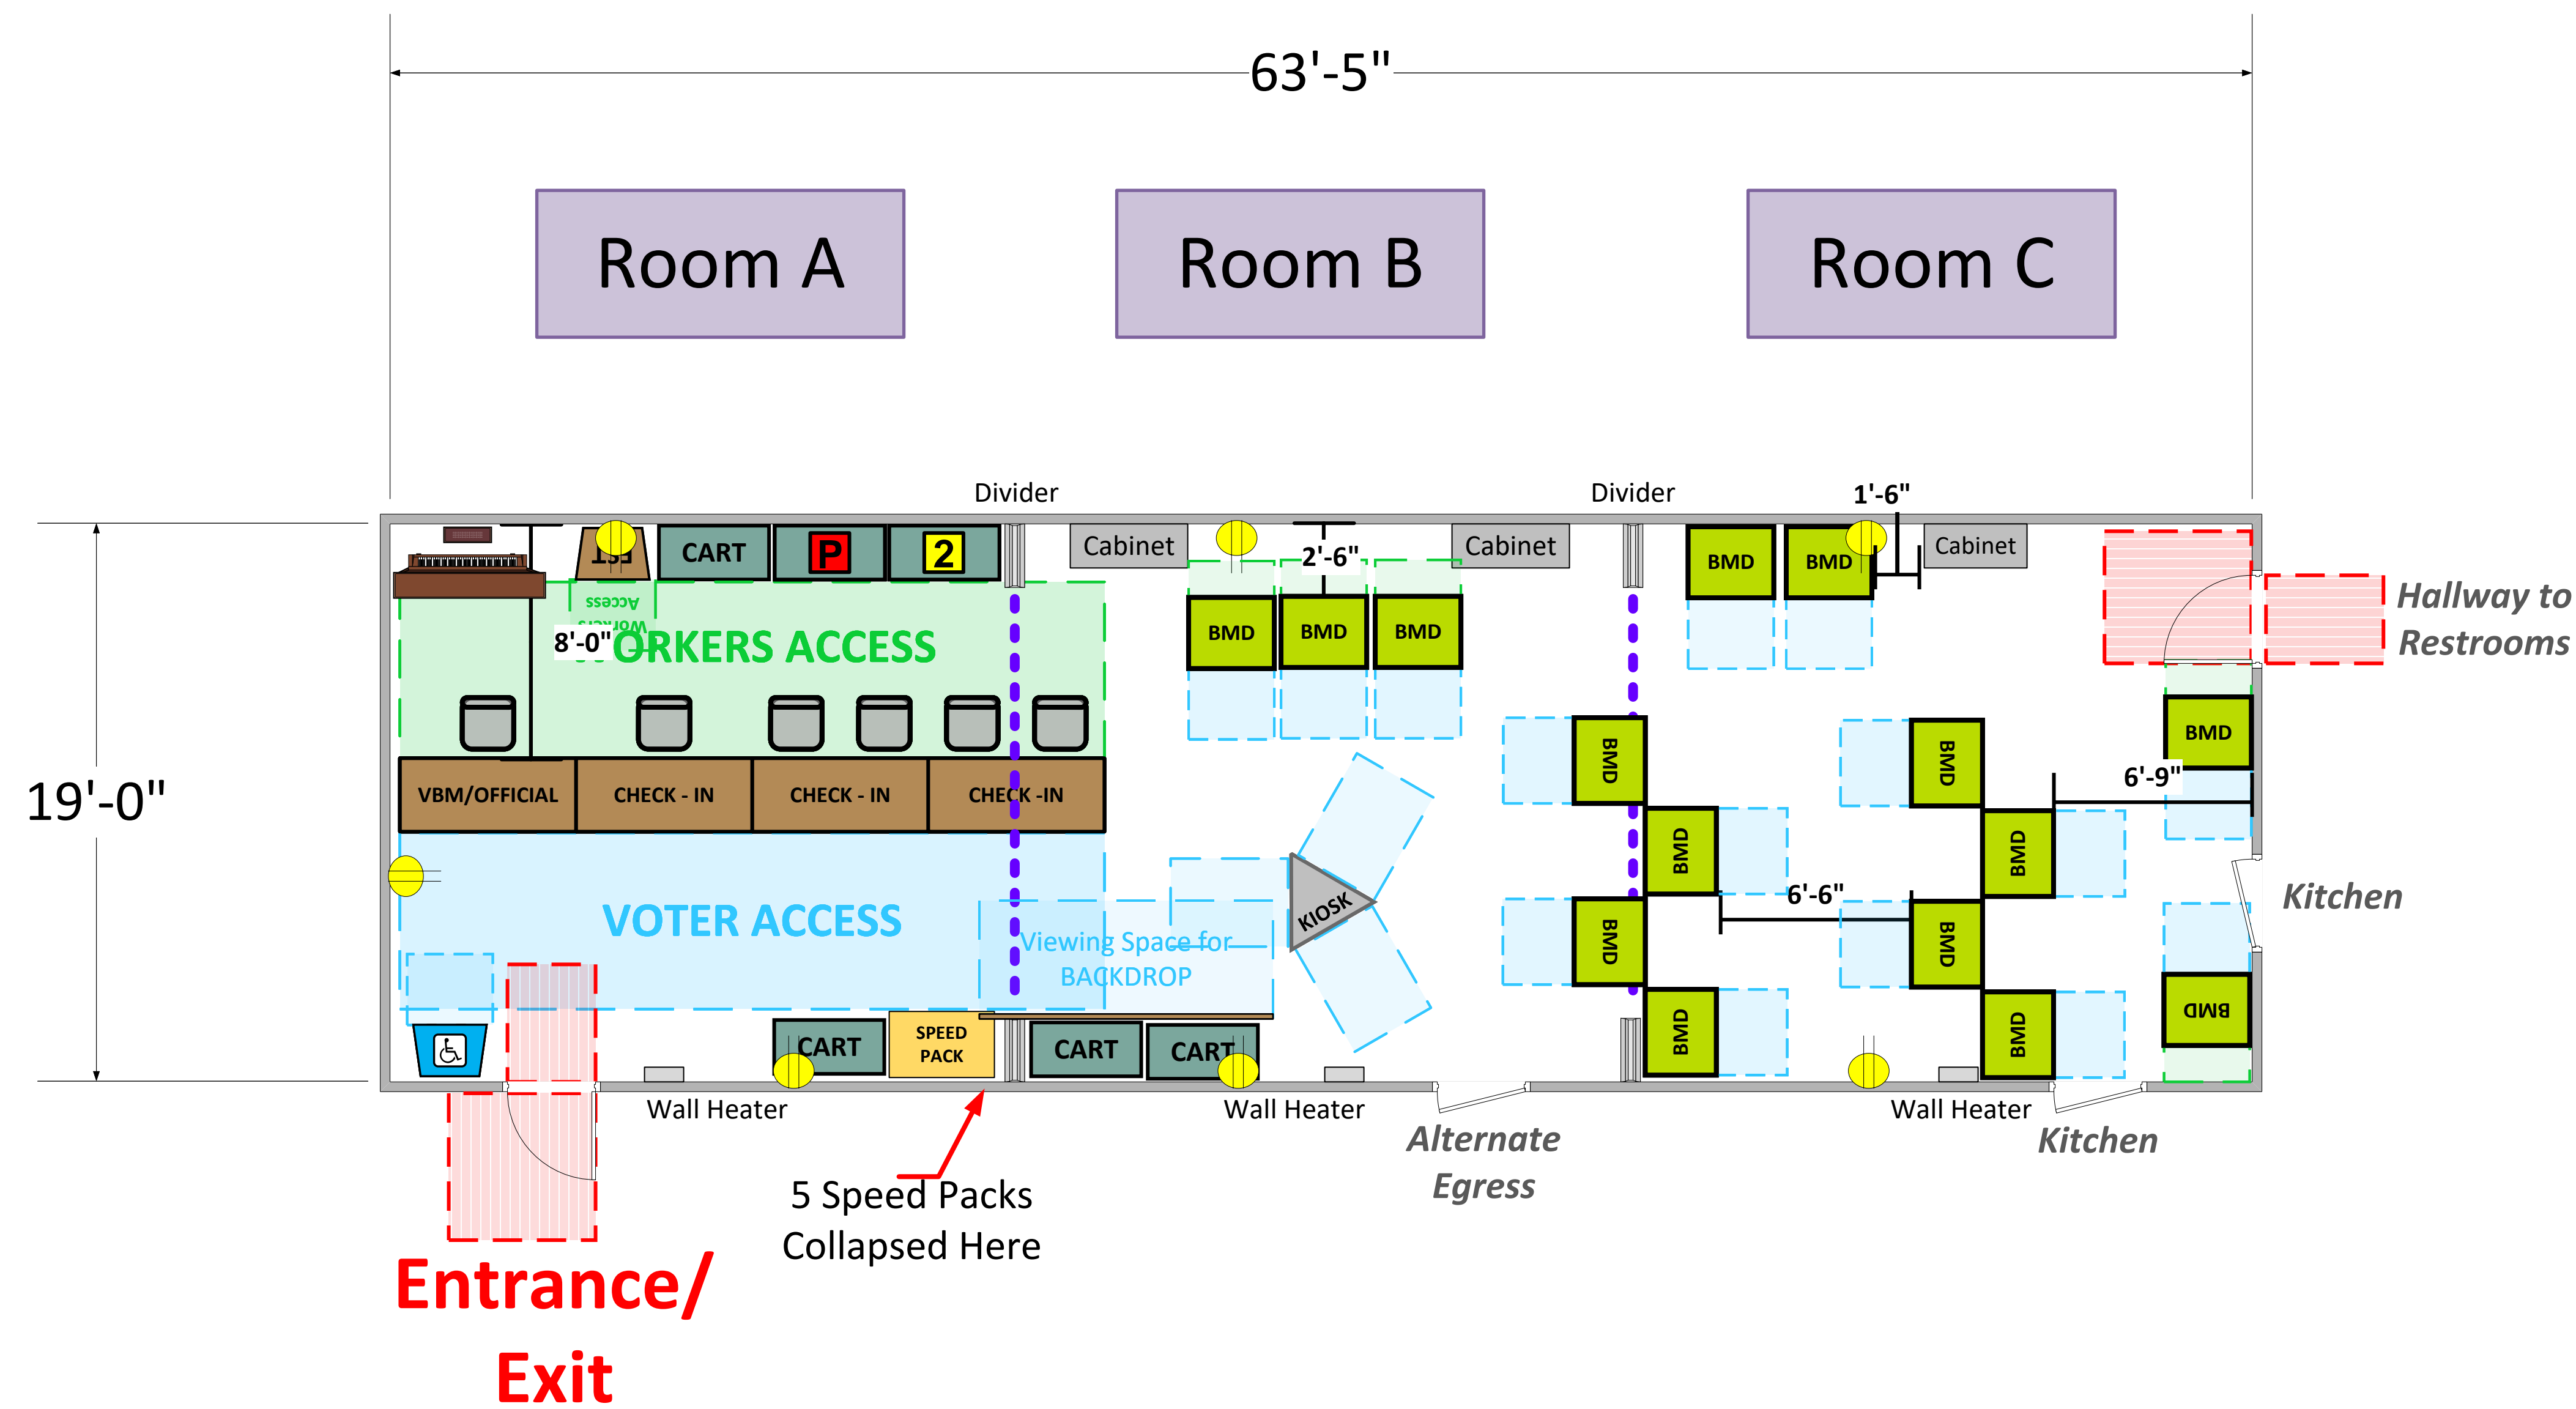 63'-5"
Room A
Room B
Room C
Divider
Divider
1'-6"
19'-0"
EST
CART
P
2
Cabinet
2'-6"
Cabinet
BMD
BMD
Cabinet
Hallway to
Restrooms
Workers
Access
8'-0"
WORKERS ACCESS
BMD
BMD
BMD
BMD
BMD
BMD
6'-9"
VBM/OFFICIAL
CHECK - IN
CHECK - IN
CHECK -IN
BMD
BMD
6'-6"
Kitchen
VOTER ACCESS
KIOSK
Viewing Space for
BACKDROP
BMD
BMD
BMD
BMD
BMD
CART
SPEED
PACK
CART
CART
Wall Heater
Wall Heater
Wall Heater
Alternate
Egress
Kitchen
5 Speed Packs
Collapsed Here
Entrance/
Exit